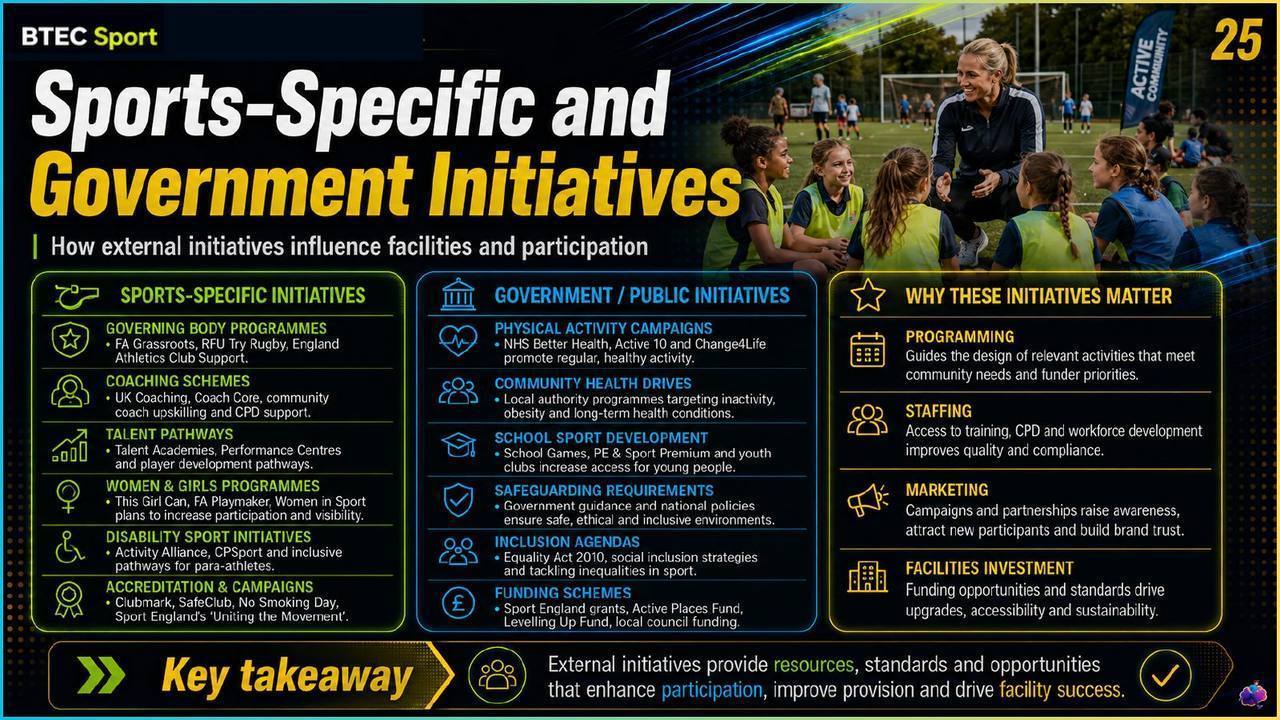 BTEC Sport
25
Sports-Specific and
Government Initiatives
How external initiatives influence facilities and participation
ACTIVE
COMMUNITY
SPORTS-SPECIFIC INITIATIVES
GOVERNING BODY PROGRAMMES
• FA Grassroots, RFU Try Rugby, England
Athletics Club Support.
COACHING SCHEMES
• UK Coaching, Coach Core, community
coach upskilling and CPD support.
TALENT PATHWAYS
• Talent Academies, Performance Centres
and player development pathways.
WOMEN & GIRLS PROGRAMMES
• This Girl Can, FA Playmaker, Women in Sport
plans to increase participation and visibility.
DISABILITY SPORT INITIATIVES
• Activity Alliance, CPSport and inclusive
pathways for para-athletes.
ACCREDITATION & CAMPAIGNS
• Clubmark, SafeClub, No Smoking Day,
Sport England's 'Uniting the Movement'.
GOVERNMENT / PUBLIC INITIATIVES
PHYSICAL ACTIVITY CAMPAIGNS
• NHS Better Health, Active 10 and Change4Life
promote regular, healthy activity.
COMMUNITY HEALTH DRIVES
• Local authority programmes targeting inactivity,
obesity and long-term health conditions.
SCHOOL SPORT DEVELOPMENT
• School Games, PE & Sport Premium and youth
clubs increase access for young people.
SAFEGUARDING REQUIREMENTS
• Government guidance and national policies
ensure safe, ethical and inclusive environments.
INCLUSION AGENDAS
• Equality Act 2010, social inclusion strategies
and tackling inequalities in sport.
£
FUNDING SCHEMES
• Sport England grants, Active Places Fund,
Levelling Up Fund, local council funding.
WHY THESE INITIATIVES MATTER
PROGRAMMING
Guides the design of relevant activities that meet
community needs and funder priorities.
STAFFING
Access to training, CPD and workforce development
improves quality and compliance.
MARKETING
Campaigns and partnerships raise awareness,
attract new participants and build brand trust.
FACILITIES INVESTMENT
Funding opportunities and standards drive
upgrades, accessibility and sustainability.
Key takeaway
External initiatives provide resources, standards and opportunities
that enhance participation, improve provision and drive facility success.